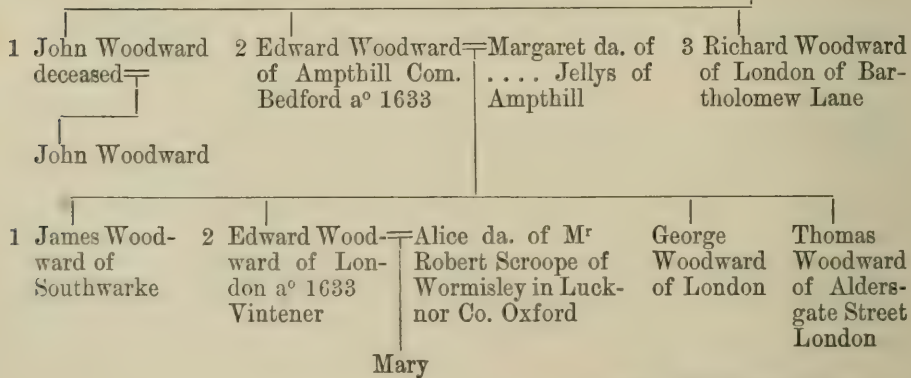 1 John Woodward
deceased
2 Edward Woodward
of Ampthill Com.
Bedford aº 1633
Margaret da. of
.... Jellys of
Ampthill
3 Richard Woodward
of London of Bar-
tholomew Lane
John Woodward
1 James Wood-
ward of
Southwarke
2 Edward Wood-
ward of Lon-
don aº 1633
Vintener
Alice da. of Mʳ
Robert Scroope of
Wormisley in Luck-
nor Co. Oxford
George
Woodward
of London
Thomas
Woodward
of Alders-
gate Street
London
Mary